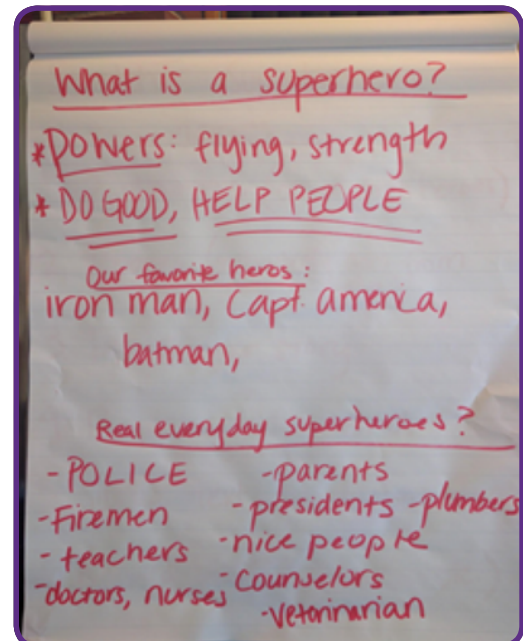 What is a superhero?
*Powers: flying, strength
* DO GOOD, HELP PEOPLE
Our favorite heros:
iron man, Capt. america,
batman,
Real everyday superheroes?
- POLICE -parents
-Firemen -presidents -plumbers
- teachers -nice people
-doctors, nurses -Counselors
-Vetorinarian